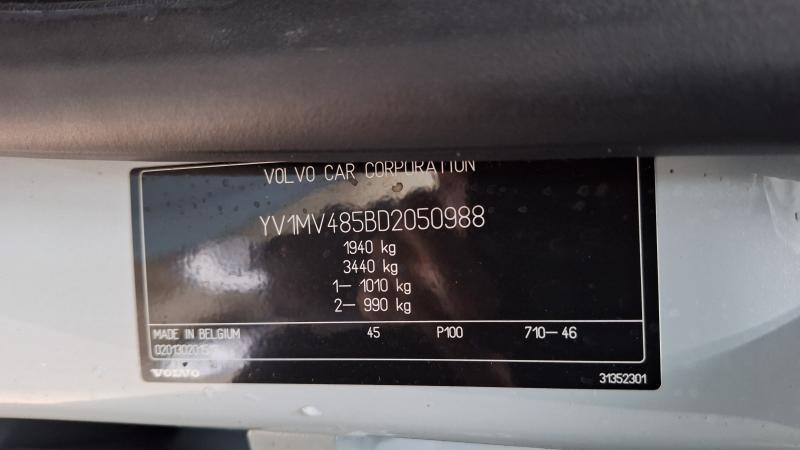 VOLVO CAR CORPORATION
YV1MV485BD2050988
1940 kg
3440 kg
1— 1010 kg
2— 990 kg
MADE IN BELGIUM 45 P100 710—46
VOLVO 31352301